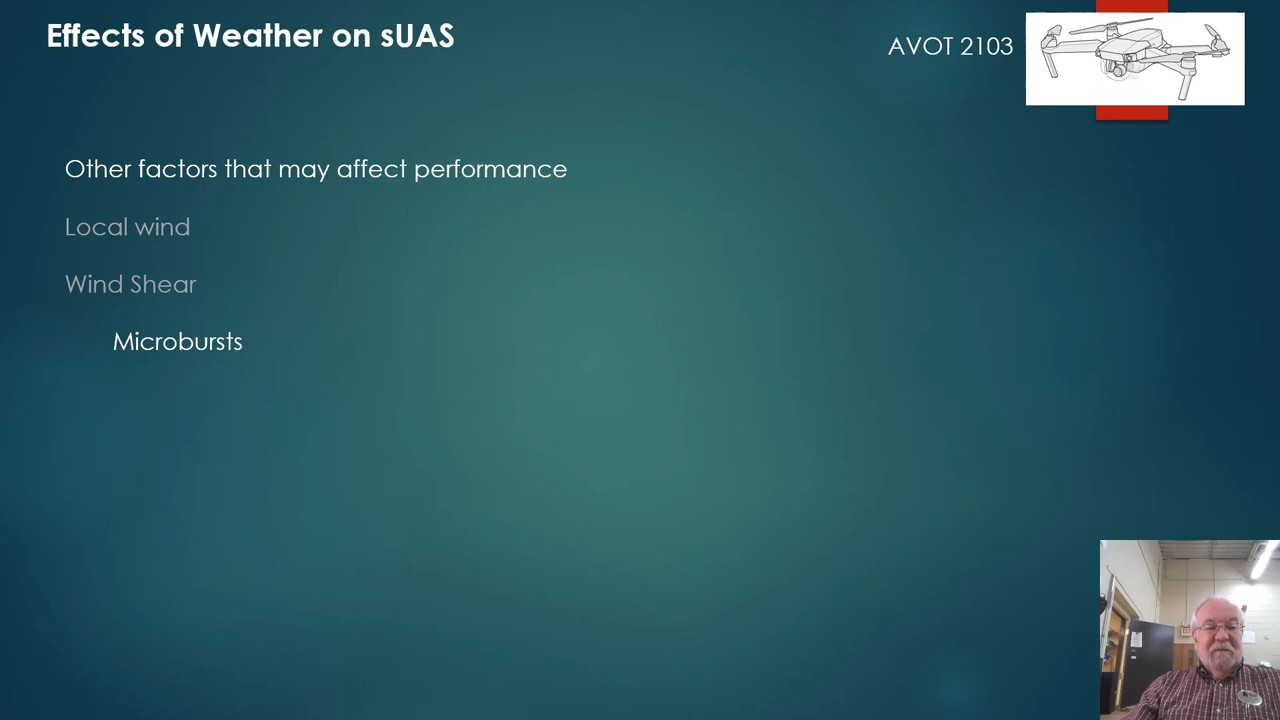 Effects of Weather on sUAS
AVOT 2103
Other factors that may affect performance
Local wind
Wind Shear
Microbursts